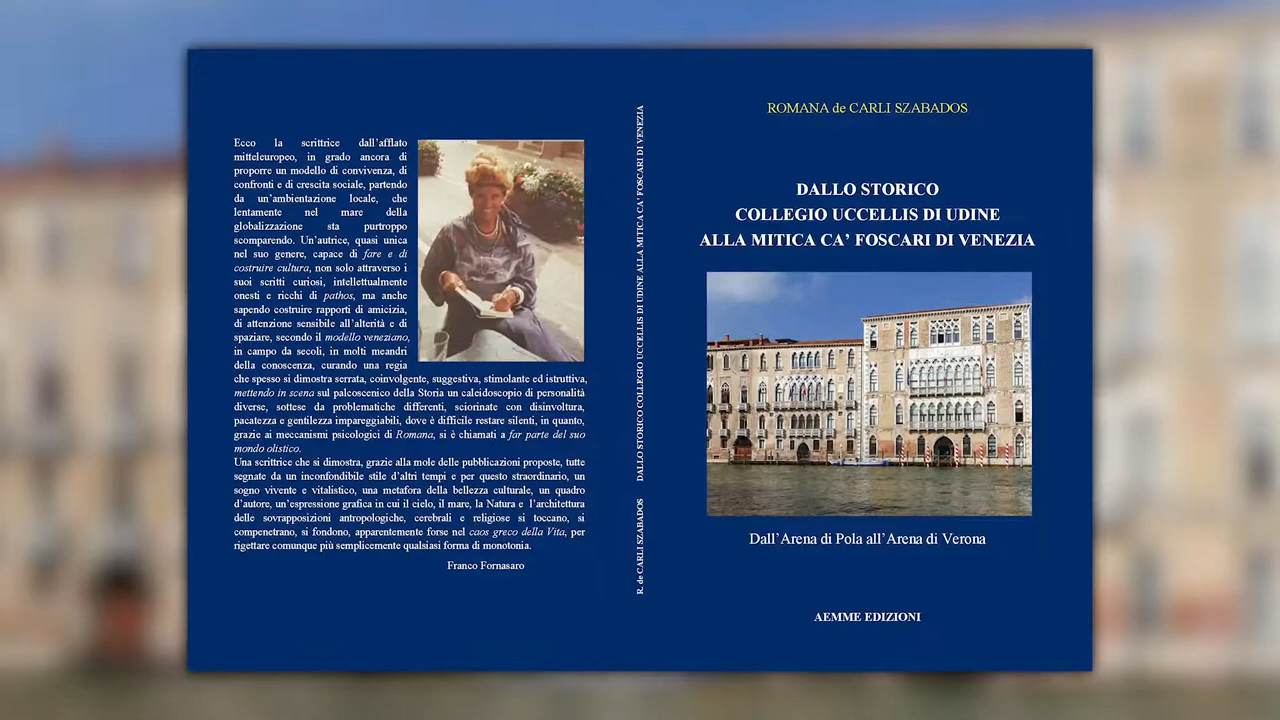 Ecco la scrittrice dall'afflato
mitteleuropeo, in grado ancora di
proporre un modello di convivenza, di
confronti e di crescita sociale, partendo
da un'ambientazione locale, che
lentamente nel mare della
globalizzazione sta purtroppo
scomparendo. Un'autrice, quasi unica
nel suo genere, capace di fare e di
costruire cultura, non solo attraverso i
suoi scritti curiosi, intellettualmente
onesti e ricchi di pathos, ma anche
sapendo costruire rapporti di amicizia,
di attenzione sensibile all'alterità e di
spaziare, secondo il modello veneziano,
in campo da secoli, in molti meandri
della conoscenza, curando una regia
che spesso si dimostra serrata, coinvolgente, suggestiva, stimolante ed istruttiva,
mettendo in scena sul paleoscenico della Storia un caleidoscopio di personalità
diverse, sottese da problematiche differenti, sciorinate con disinvoltura,
pacatezza e gentilezza impareggiabili, dove è difficile restare silenti, in quanto,
grazie ai meccanismi psicologici di Romana, si è chiamati a far parte del suo
mondo olistico.
Una scrittrice che si dimostra, grazie alla mole delle pubblicazioni proposte, tutte
segnate da un inconfondibile stile d'altri tempi e per questo straordinario, un
sogno vivente e vitalistico, una metafora della bellezza culturale, un quadro
d'autore, un'espressione grafica in cui il cielo, il mare, la Natura e l'architettura
delle sovrapposizioni antropologiche, cerebrali e religiose si toccano, si
compenetrano, si fondono, apparentemente forse nel caos greco della Vita, per
rigettare comunque più semplicemente qualsiasi forma di monotonia.
Franco Fornasaro
R. de CARLI SZABADOS DALLO STORICO COLLEGIO UCCELLIS DI UDINE ALLA MITICA CA' FOSCARI DI VENEZIA
ROMANA de CARLI SZABADOS
DALLO STORICO
COLLEGIO UCCELLIS DI UDINE
ALLA MITICA CA' FOSCARI DI VENEZIA
Dall'Arena di Pola all'Arena di Verona
AEMME EDIZIONI